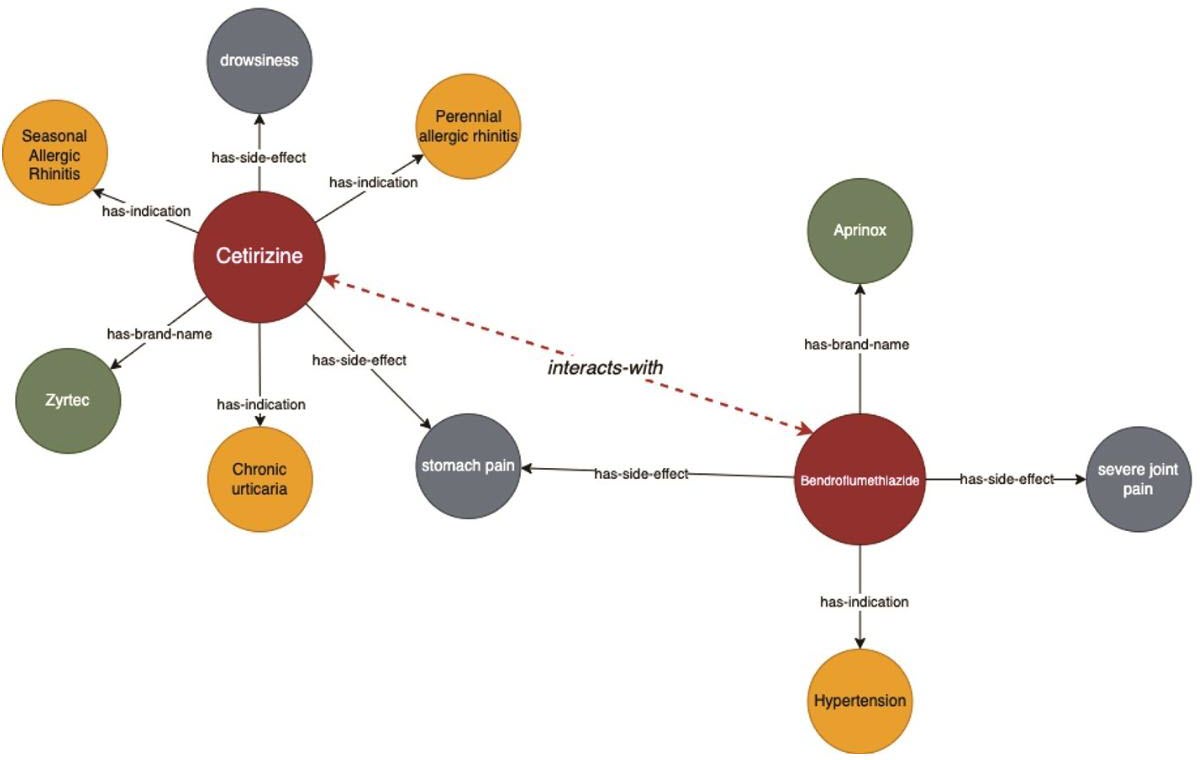 drowsiness
Perennial
allergic rhinitis
Seasonal
Allergic
Rhinitis
has-side-effect
has-indication
has-indication
Cetirizine
Aprinox
has-brand-name
has-side-effect
has-brand-name
interacts-with
Zyrtec
has-indication
Chronic
urticaria
stomach pain
has-side-effect
Bendroflumethiazide
has-side-effect
severe joint
pain
has-indication
Hypertension